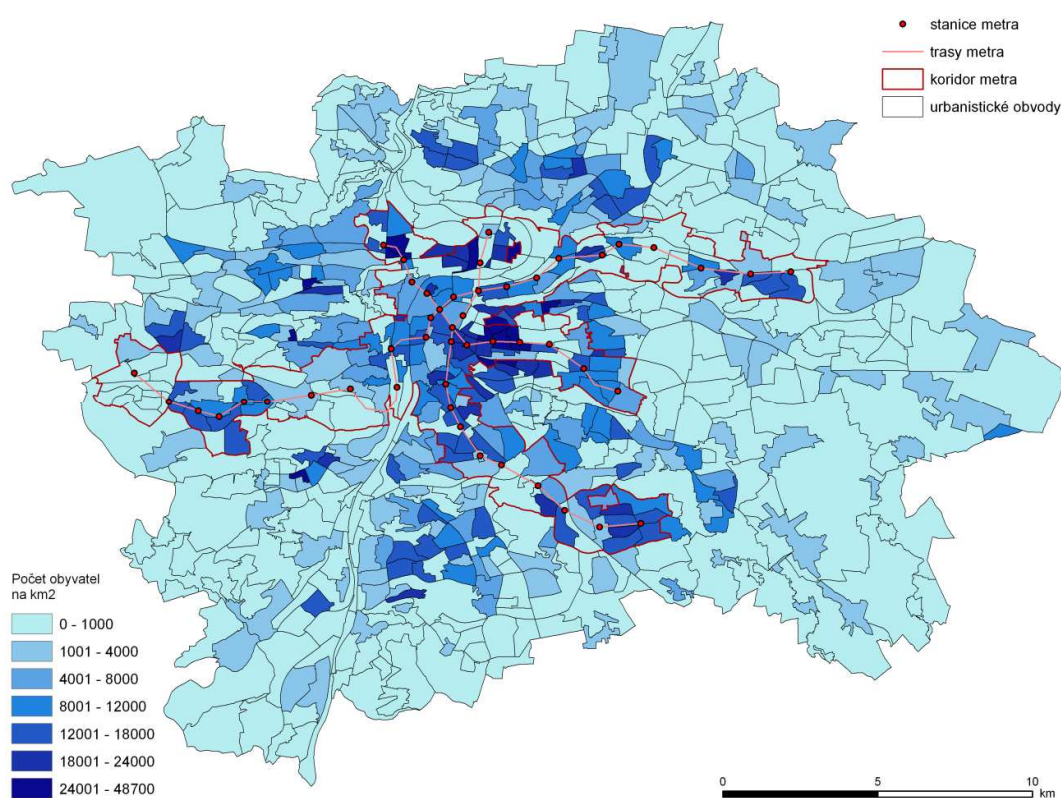 stanice metra
trasy metra
koridor metra
urbanistické obvody
Počet obyvatel
na km2
0 - 1000
1001 - 4000
4001 - 8000
8001 - 12000
12001 - 18000
18001 - 24000
24001 - 48700
0 5 10
km